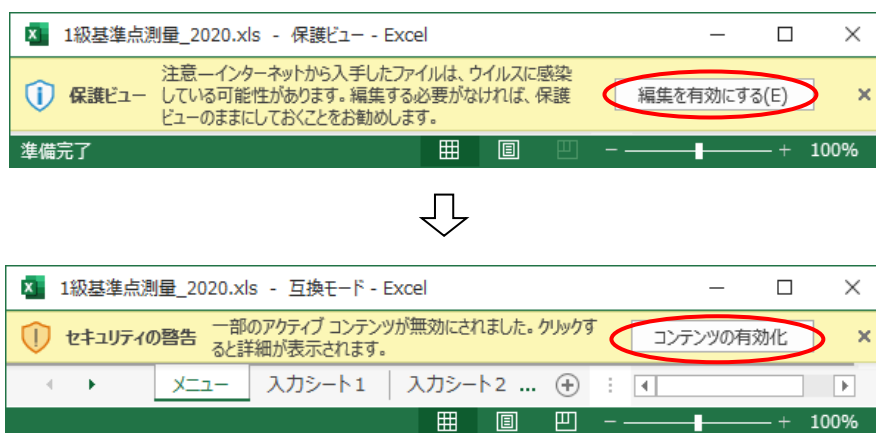 1級基準点測量_2020.xls - 保護ビュー - Excel
注意—インターネットから入手したファイルは、ウイルスに感染
保護ビュー している可能性があります。編集する必要がなければ、保護
ビューのままにしておくことをお勧めします。
編集を有効にする(E)
準備完了
100%
1級基準点測量_2020.xls - 互換モード - Excel
セキュリティの警告
一部のアクティブ コンテンツが無効にされました。クリックす
ると詳細が表示されます。
コンテンツの有効化
メニュー 入力シート1 入力シート2 ...
100%